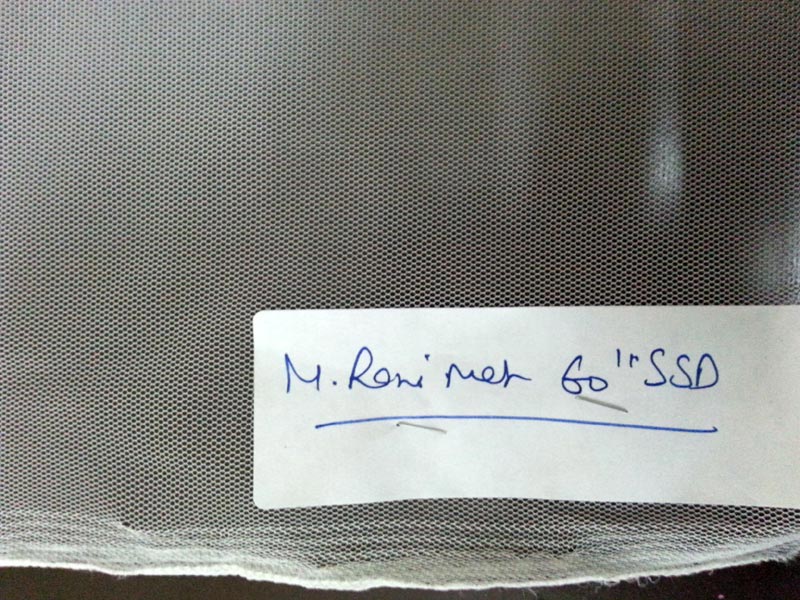 M. Rani Net 60" SSD